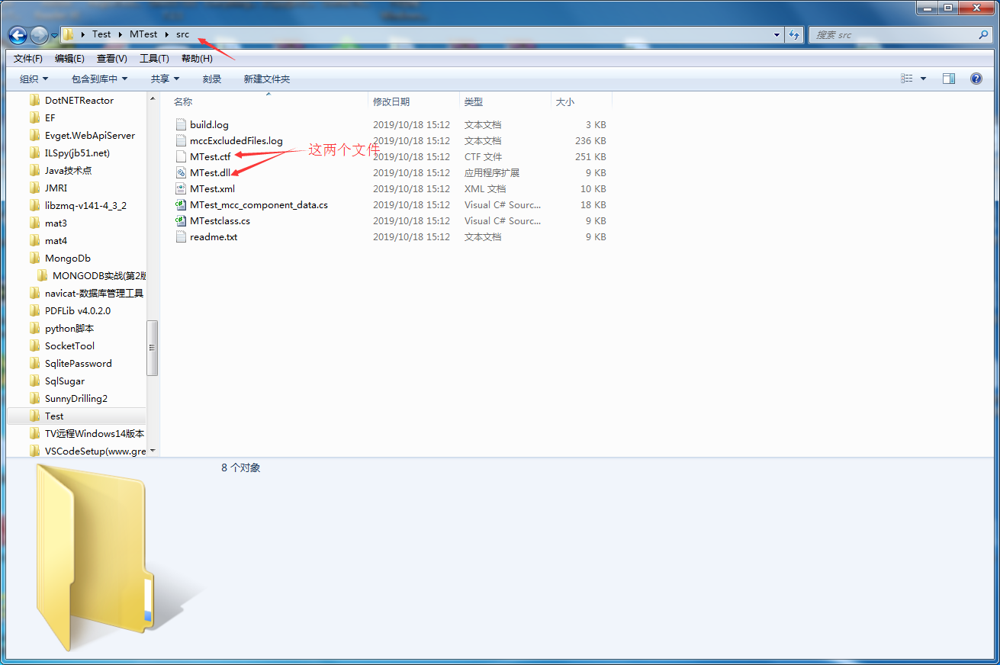 Test MTest src
搜索 src
文件(F) 编辑(E) 查看(V) 工具(T) 帮助(H)
组织 包含到库中 共享 刻录 新建文件夹
DotNETReactor
EF
Evget.WebApiServer
ILSpy(jb51.net)
Java技术点
JMRI
libzmq-v141-4_3_2
mat3
mat4
MongoDb
MONGODB实战(第2版
navicat-数据库管理工具
PDFLib v4.0.2.0
python脚本
SocketTool
SqlitePassword
SqlSugar
SunnyDrilling2
Test
TV远程Windows14版本
VSCodeSetup(www.gre
名称 修改日期 类型 大小
build.log 2019/10/18 15:12 文本文档 3 KB
mccExcludedFiles.log 2019/10/18 15:12 文本文档 236 KB
这两个文件
MTest.ctf 2019/10/18 15:12 CTF 文件 251 KB
MTest.dll 2019/10/18 15:12 应用程序扩展 9 KB
MTest.xml 2019/10/18 15:12 XML 文档 10 KB
MTest_mcc_component_data.cs 2019/10/18 15:12 Visual C# Sourc... 18 KB
MTestclass.cs 2019/10/18 15:12 Visual C# Sourc... 9 KB
readme.txt 2019/10/18 15:12 文本文档 9 KB
8 个对象